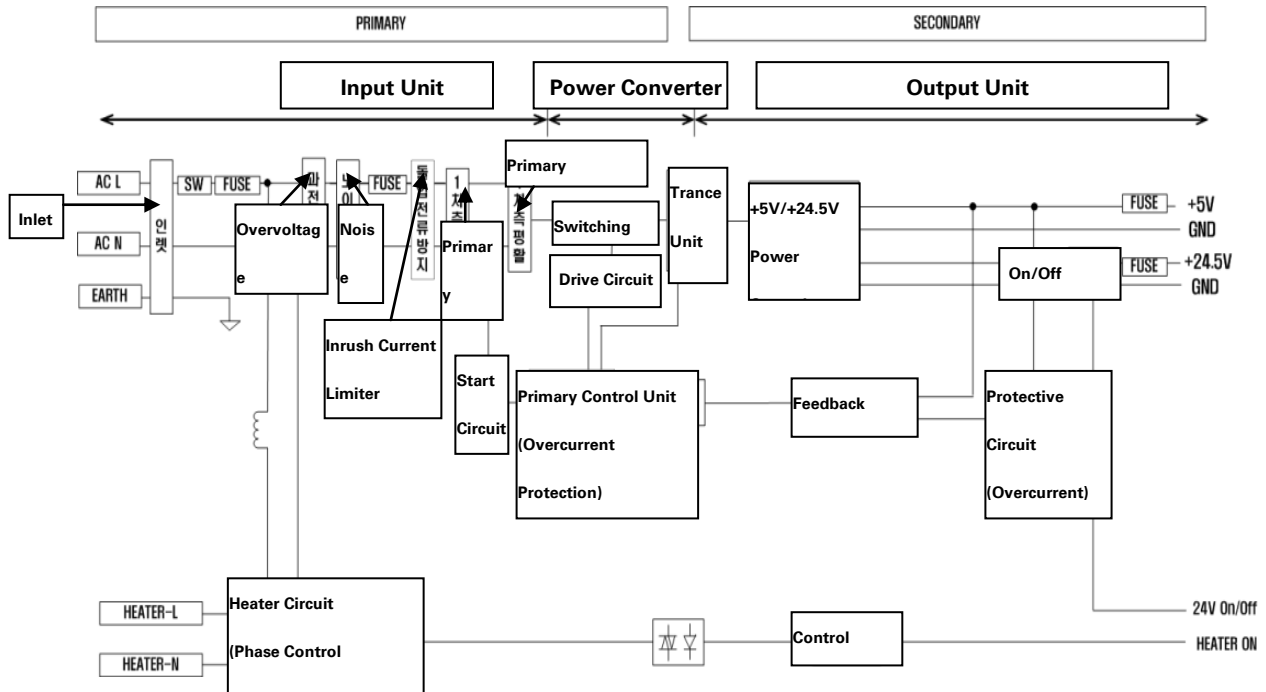 PRIMARY
SECONDARY
Input Unit
Power Converter
Output Unit
Primary
AC L
SW
FUSE
FUSE
Trance
Unit
FUSE
+5V
Inlet
인렛
Overvoltag
e
Nois
e
Primar
y
Switching
+5V/+24.5V
Power
GND
AC N
Drive Circuit
On/Off
FUSE
+24.5V
GND
EARTH
Inrush Current
Limiter
Start
Circuit
Primary Control Unit
(Overcurrent
Protection)
Feedback
Protective
Circuit
(Overcurrent)
HEATER-L
HEATER-N
Heater Circuit
(Phase Control
Control
24V On/Off
HEATER ON